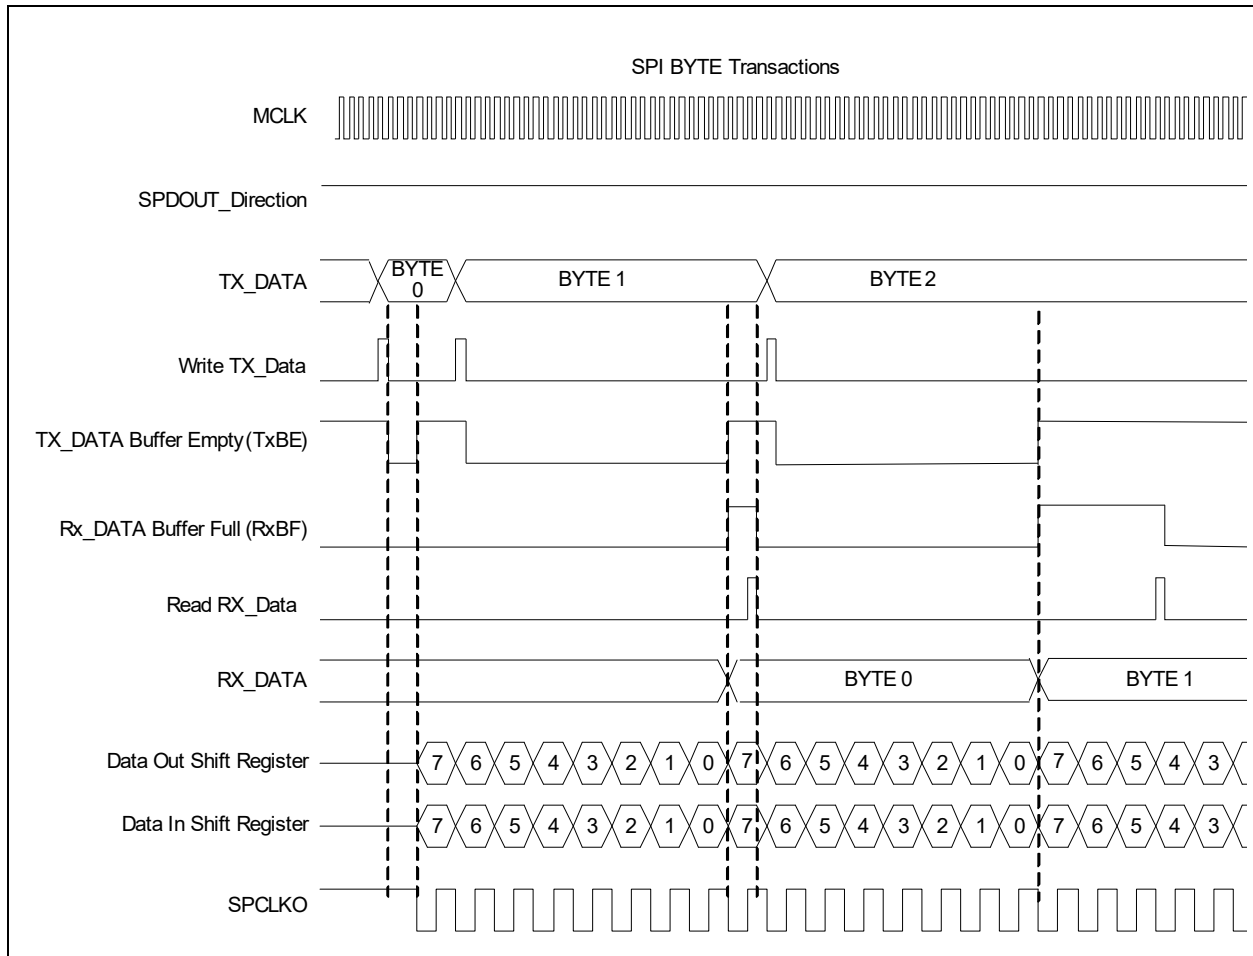 SPI BYTE Transactions
MCLK
SPDOUT_Direction
TX_DATA
BYTE
0
BYTE 1
BYTE 2
Write TX_Data
TX_DATA Buffer Empty (TxBE)
Rx_DATA Buffer Full (RxBF)
Read RX_Data
RX_DATA
BYTE 0
BYTE 1
Data Out Shift Register 7 6 5 4 3 2 1 0 7 6 5 4 3 2 1 0 7 6 5 4 3
Data In Shift Register 7 6 5 4 3 2 1 0 7 6 5 4 3 2 1 0 7 6 5 4 3
SPCLKO